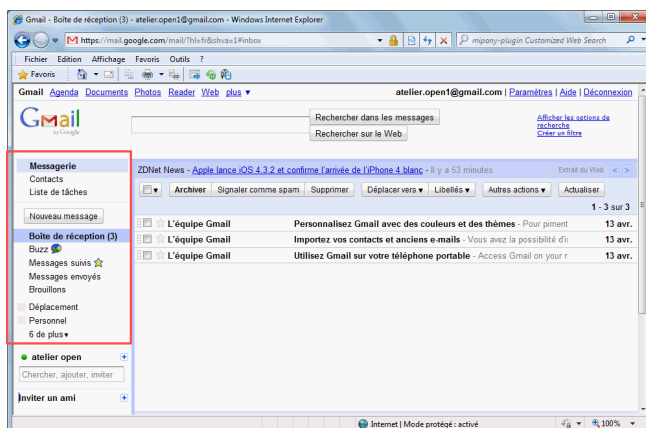 Gmail - Boîte de réception (3) - atelier.open1@gmail.com - Windows Internet Explorer
https://mail.google.com/mail/?hl=fr&shva=1#inbox
mipony-plugin Customized Web Search
Fichier Edition Affichage Favoris Outils ?
Favoris
Gmail Agenda Documents Photos Reader Web plus ▼
atelier.open1@gmail.com | Paramètres | Aide | Déconnexion
Gmail
by Google
Rechercher dans les messages
Rechercher sur le Web
Afficher les options de
recherche
Créer un filtre
Messagerie
Contacts
Liste de tâches
Nouveau message
Boîte de réception (3)
Buzz
Messages suivis
Messages envoyés
Brouillons
Déplacement
Personnel
6 de plus▾
atelier open
Chercher, ajouter, inviter
Inviter un ami
ZDNet News - Apple lance iOS 4.3.2 et confirme l'arrivée de l'iPhone 4 blanc - Il y a 53 minutes
Extrait du Web < >
Archiver Signaler comme spam Supprimer Déplacer vers ▾ Libellés ▾ Autres actions ▾ Actualiser
1 - 3 sur 3
L'équipe Gmail Personnalisez Gmail avec des couleurs et des thèmes - Pour piment 13 avr.
L'équipe Gmail Importez vos contacts et anciens e-mails - Vous avez la possibilité d'i 13 avr.
L'équipe Gmail Utilisez Gmail sur votre téléphone portable - Access Gmail on your r 13 avr.
Internet | Mode protégé : activé
100%